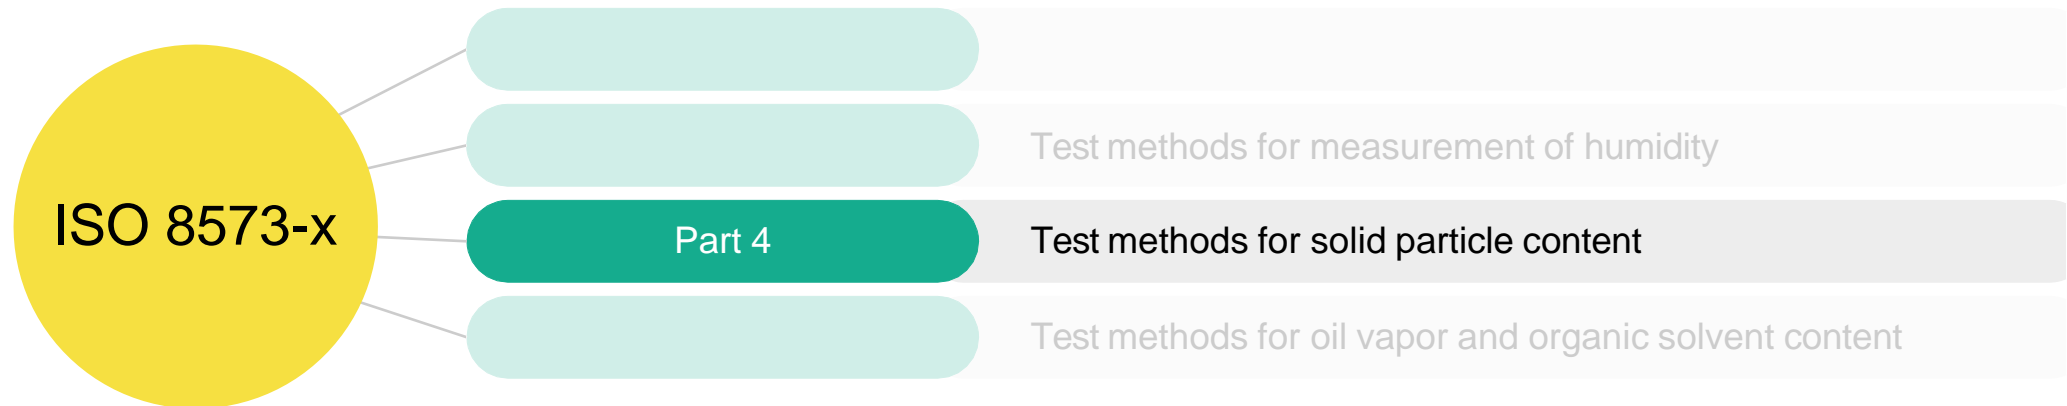 ISO 8573-x
Test methods for measurement of humidity
Part 4
Test methods for solid particle content
Test methods for oil vapor and organic solvent content